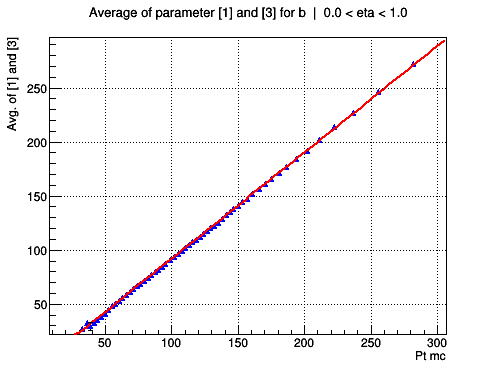 Average of parameter [1] and [3] for b | 0.0 < eta < 1.0
Avg. of [1] and [3]
250
200
150
100
50
50 100 150 200 250 300
Pt mc